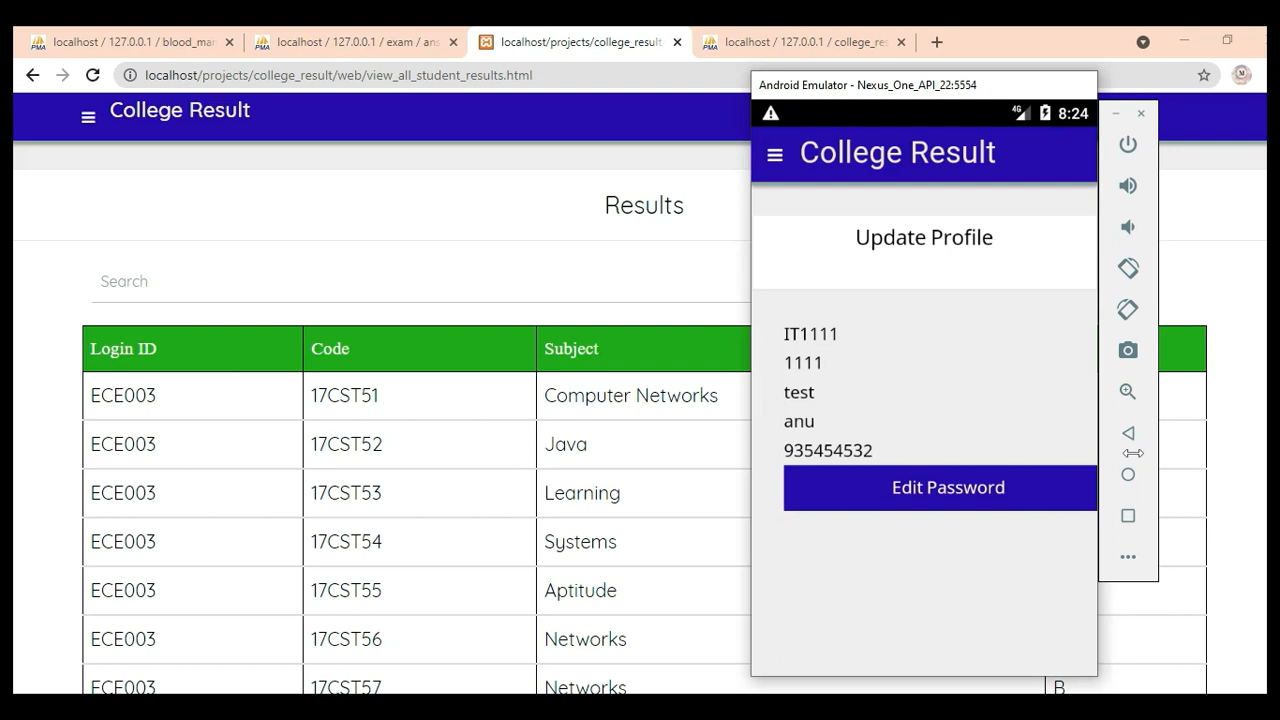 localhost / 127.0.0.1 / blood_mar
localhost / 127.0.0.1 / exam / ans
localhost/projects/college_result
localhost / 127.0.0.1 / college_res
localhost/projects/college_result/web/view_all_student_results.html
College Result
Results
Search
Login ID Code Subject
ECE003 17CST51 Computer Networks
ECE003 17CST52 Java
ECE003 17CST53 Learning
ECE003 17CST54 Systems
ECE003 17CST55 Aptitude
ECE003 17CST56 Networks
ECE003 17CST57 Networks B
Android Emulator - Nexus_One_API_22:5554
4G 8:24
College Result
Update Profile
IT1111
1111
test
anu
935454532
Edit Password